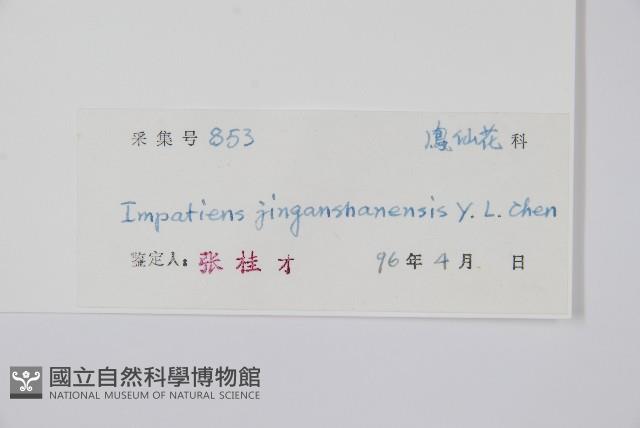 采集号 853 鳳仙花 科
Impatiens jinganshanensis Y. L. Chen
鉴定人: 张桂才 96 年 4 月 日
國立自然科學博物館
NATIONAL MUSEUM OF NATURAL SCIENCE